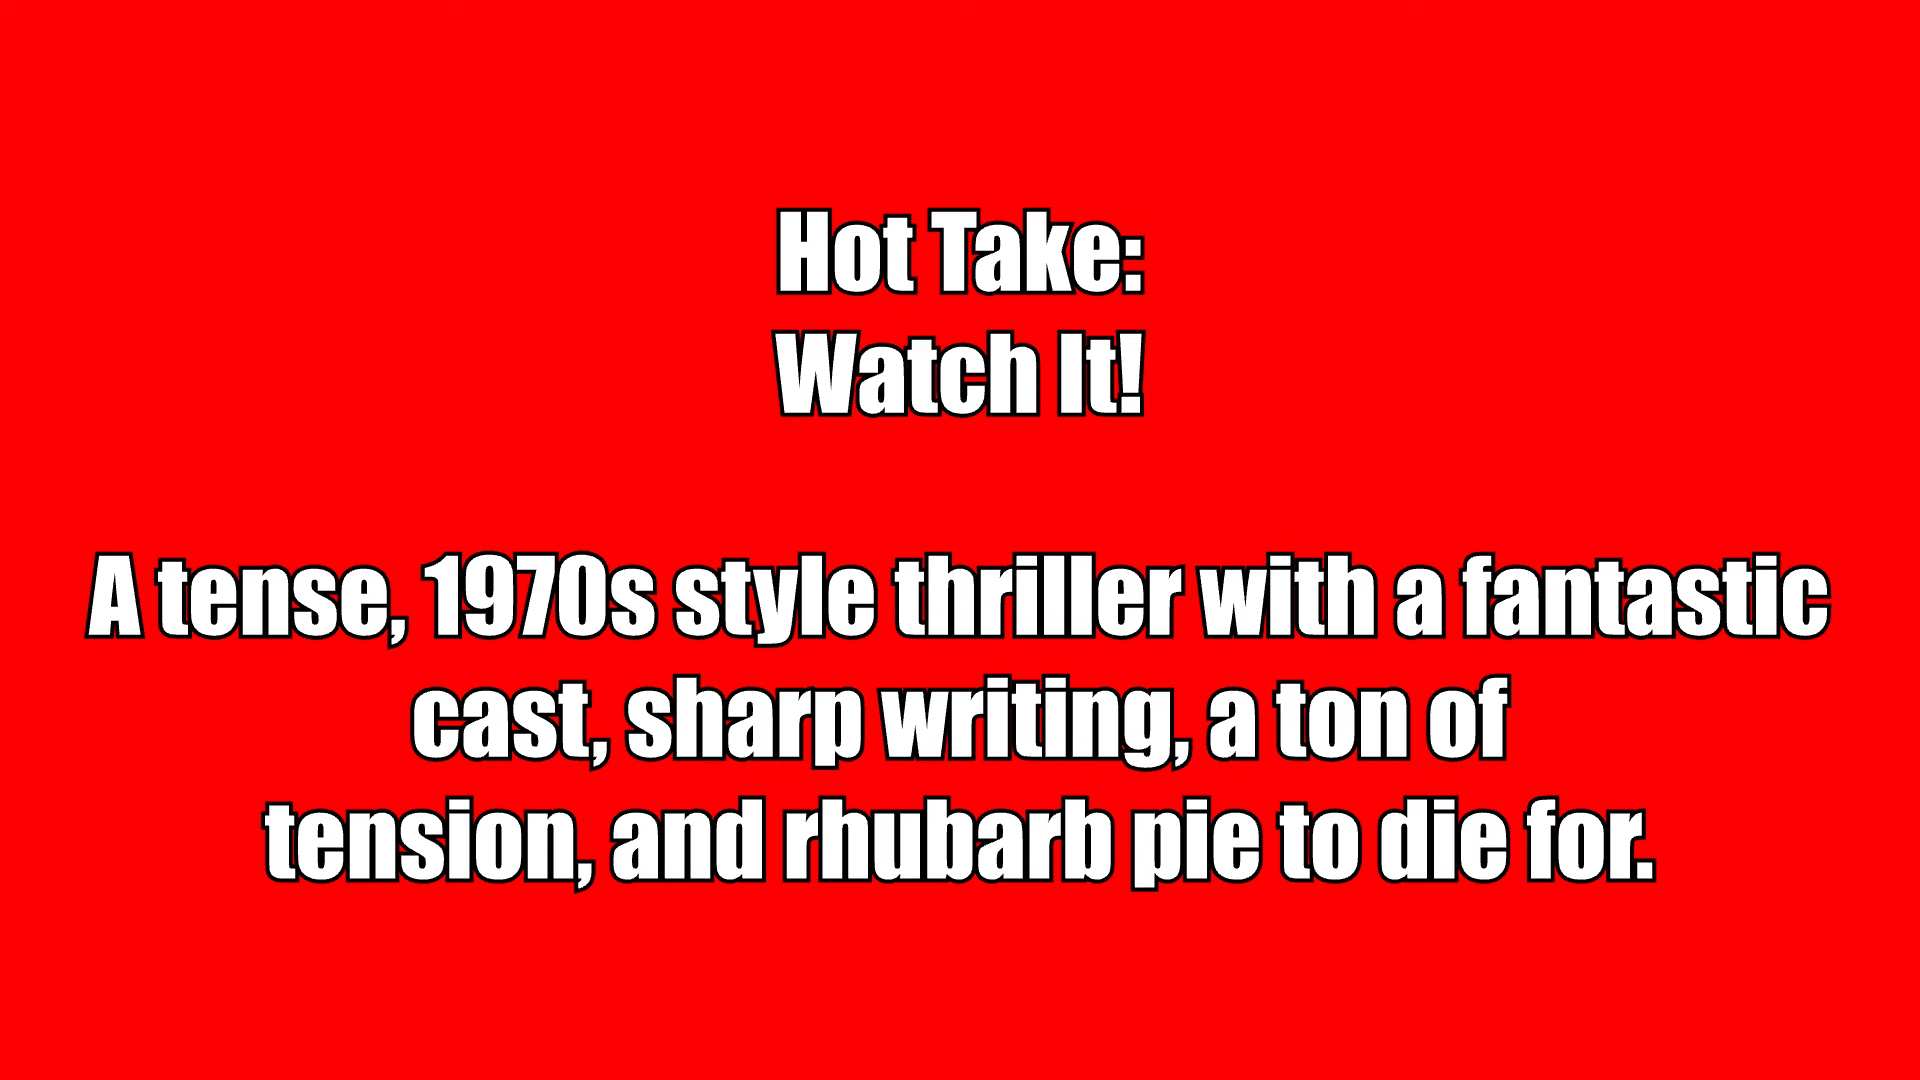 Hot Take:
Watch It!
A tense, 1970s style thriller with a fantastic
cast, sharp writing, a ton of
tension, and rhubarb pie to die for.